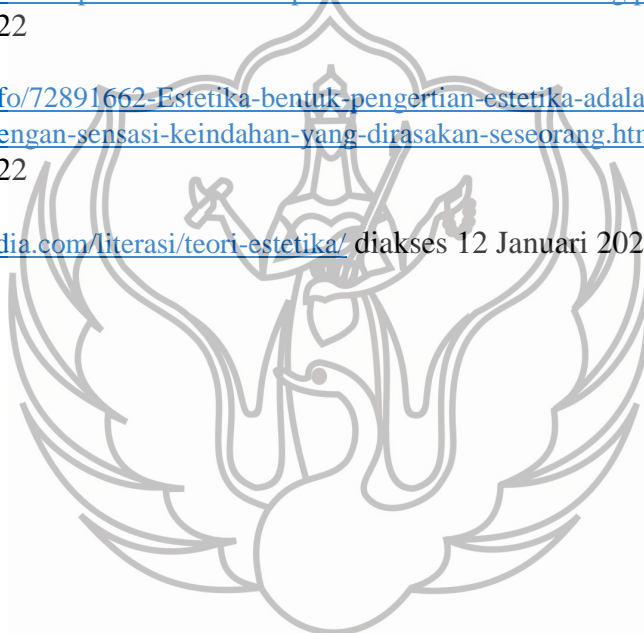 22
fo/72891662-Estetika-bentuk-pengertian-estetika-adala
engan-sensasi-keindahan-yang-dirasakan-seseorang.htm
22
dia.com/literasi/teori-estetika/ diakses 12 Januari 202